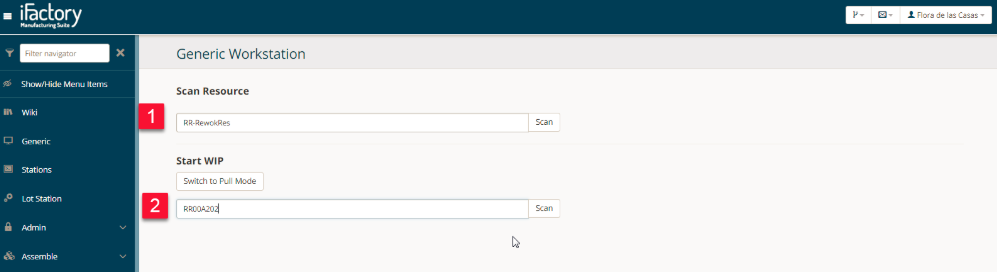 iFactory
Manufacturing Suite
Flora de las Casas
Filter navigator
Show/Hide Menu Items
Wiki
Generic
Stations
Lot Station
Admin
Assemble
Generic Workstation
Scan Resource
1
RR-RewokRes
Scan
Start WIP
Switch to Pull Mode
2
RR00A202
Scan